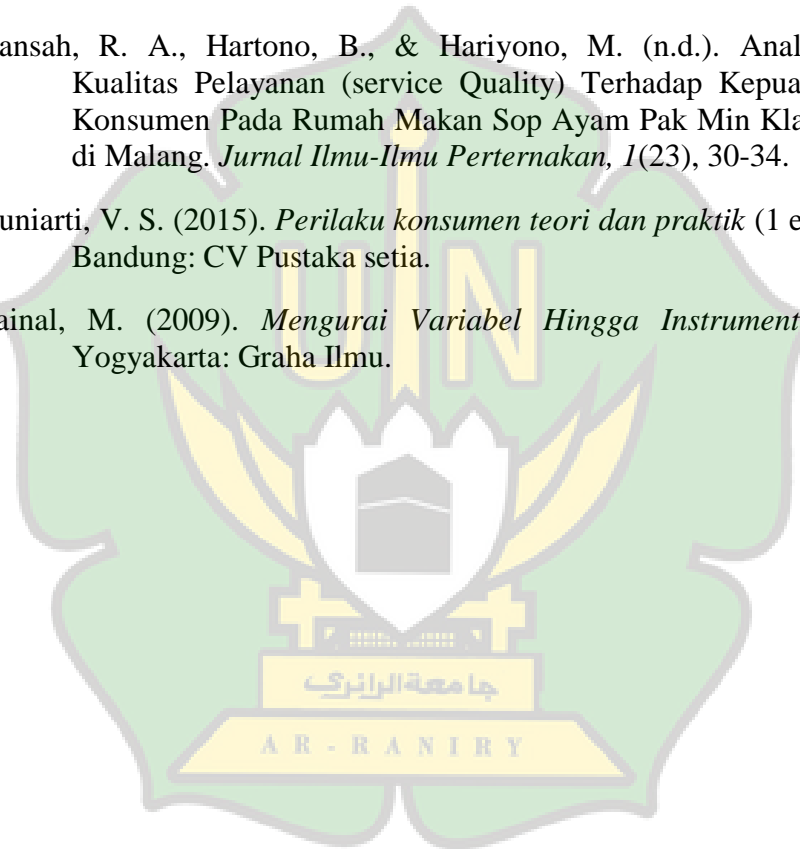 ansah, R. A., Hartono, B., & Hariyono, M. (n.d.). Anal
Kualitas Pelayanan (service Quality) Terhadap Kepua
Konsumen Pada Rumah Makan Sop Ayam Pak Min Kla
di Malang. Jurnal Ilmu-Ilmu Perternakan, 1(23), 30-34.
uniarti, V. S. (2015). Perilaku konsumen teori dan praktik (1 e
Bandung: CV Pustaka setia.
ainal, M. (2009). Mengurai Variabel Hingga Instrument
Yogyakarta: Graha Ilmu.
UIN
جامعة الرانري
AR-RANIRY